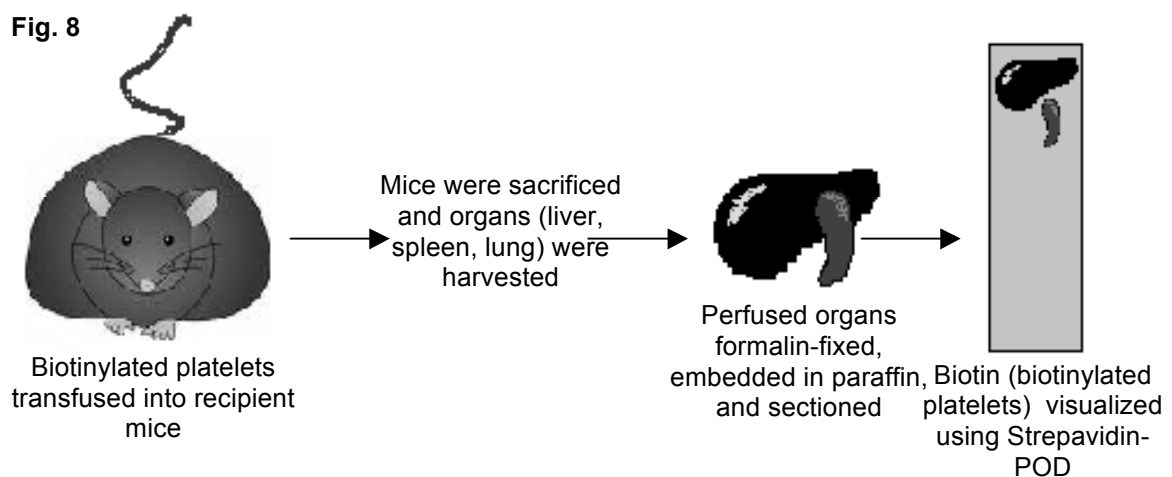 Fig. 8
Biotinylated platelets
transfused into recipient
mice
Mice were sacrificed
and organs (liver,
spleen, lung) were
harvested
Perfused organs
formalin-fixed,
embedded in paraffin,
and sectioned
Biotin (biotinylated
platelets) visualized
using Strepavidin-
POD